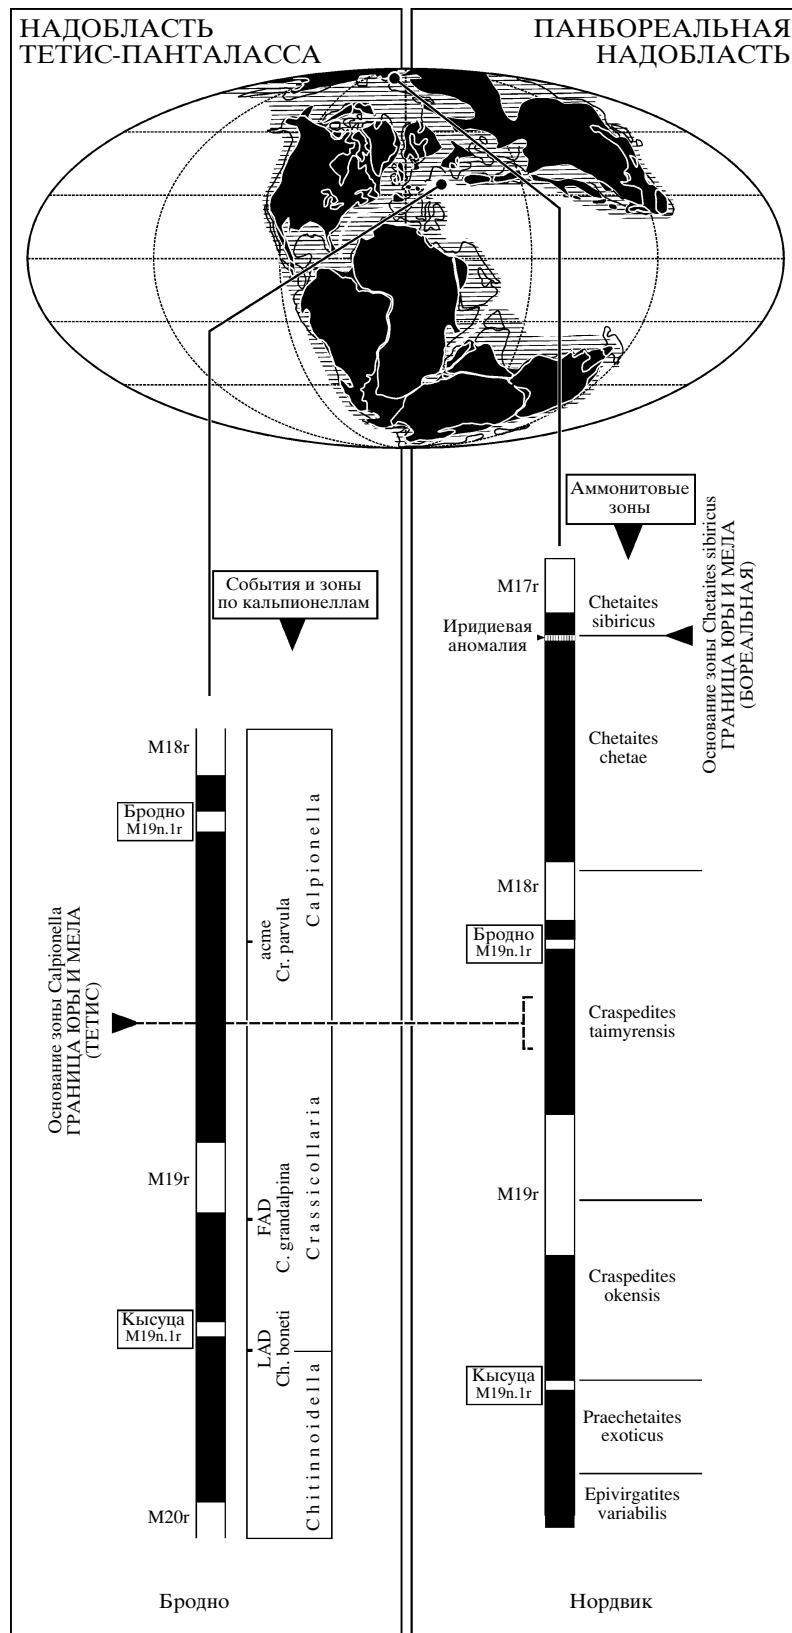 НАДОБЛАСТЬ
ТЕТИС-ПАНТАЛАССА
ПАНБОРЕАЛЬНАЯ
НАДОБЛАСТЬ
События и зоны
по кальпионеллам
M18r
Бродно
M19n.1r
Основание зоны Calpionella
ГРАНИЦА ЮРЫ И МЕЛА
(ТЕТИС)
M19r
Кысуца
M19n.1r
M20r
acme
Cr. parvula
FAD
C. grandalpina
LAD
Ch. boneti
Calpionella
Crassicollaria
Chitinnoidella
Бродно
Аммонитовые
зоны
M17r
Иридиевая
аномалия
Chetaites
sibiricus
Основание зоны Chetaites sibiricus
ГРАНИЦА ЮРЫ И МЕЛА
(БОРЕАЛЬНАЯ)
Chetaites
chetae
M18r
Бродно
M19n.1r
Craspedites
taimyrensis
M19r
Craspedites
okensis
Кысуца
M19n.1r
Praechetaites
exoticus
Epivirgatites
variabilis
Нордвик